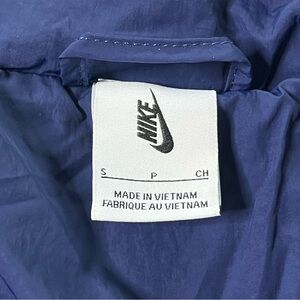 NIKE
S P CH
MADE IN VIETNAM
FABRIQUE AU VIETNAM